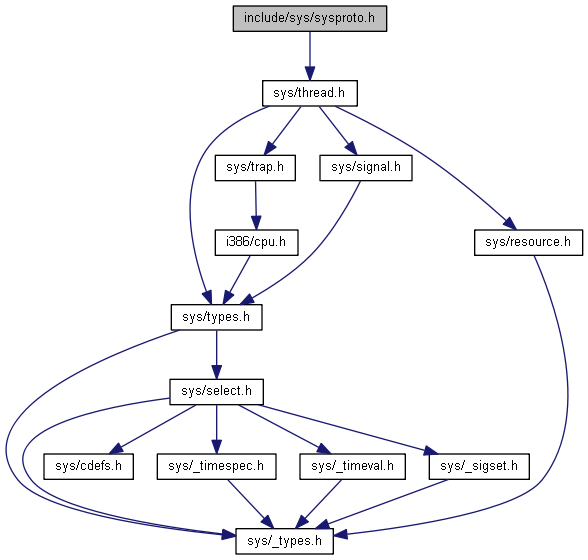 include/sys/sysproto.h
sys/thread.h
sys/trap.h
sys/signal.h
i386/cpu.h
sys/resource.h
sys/types.h
sys/select.h
sys/cdefs.h
sys/_timespec.h
sys/_timeval.h
sys/_sigset.h
sys/_types.h